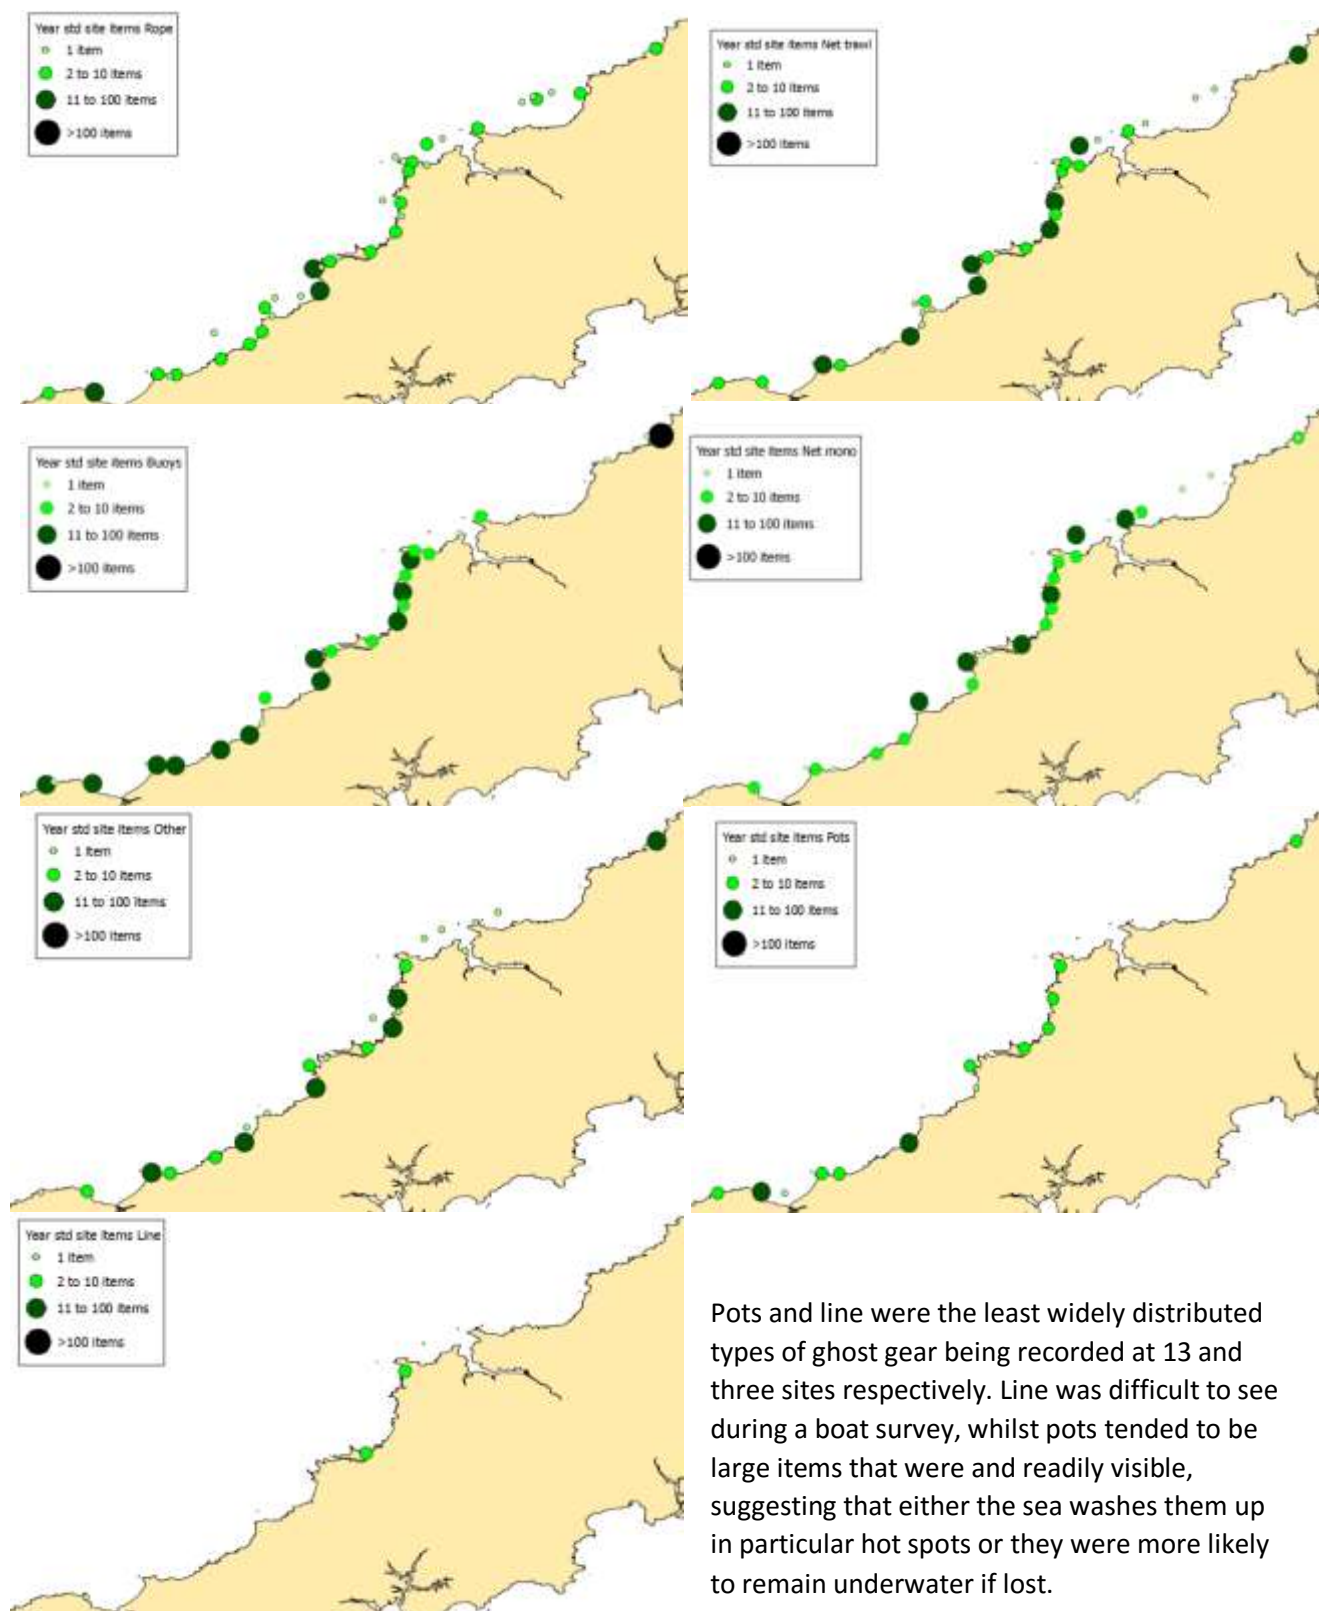 Year std site items Rope
1 item
2 to 10 items
11 to 100 items
>100 items
Year std site items Net trawl
1 item
2 to 10 items
11 to 100 items
>100 items
Year std site items Buoys
1 item
2 to 10 items
11 to 100 items
>100 items
Year std site items Net mono
1 item
2 to 10 items
11 to 100 items
>100 items
Year std site items Other
1 item
2 to 10 items
11 to 100 items
>100 items
Year std site items Pots
1 item
2 to 10 items
11 to 100 items
>100 items
Year std site items Line
1 item
2 to 10 items
11 to 100 items
>100 items
Pots and line were the least widely distributed
types of ghost gear being recorded at 13 and
three sites respectively. Line was difficult to see
during a boat survey, whilst pots tended to be
large items that were and readily visible,
suggesting that either the sea washes them up
in particular hot spots or they were more likely
to remain underwater if lost.